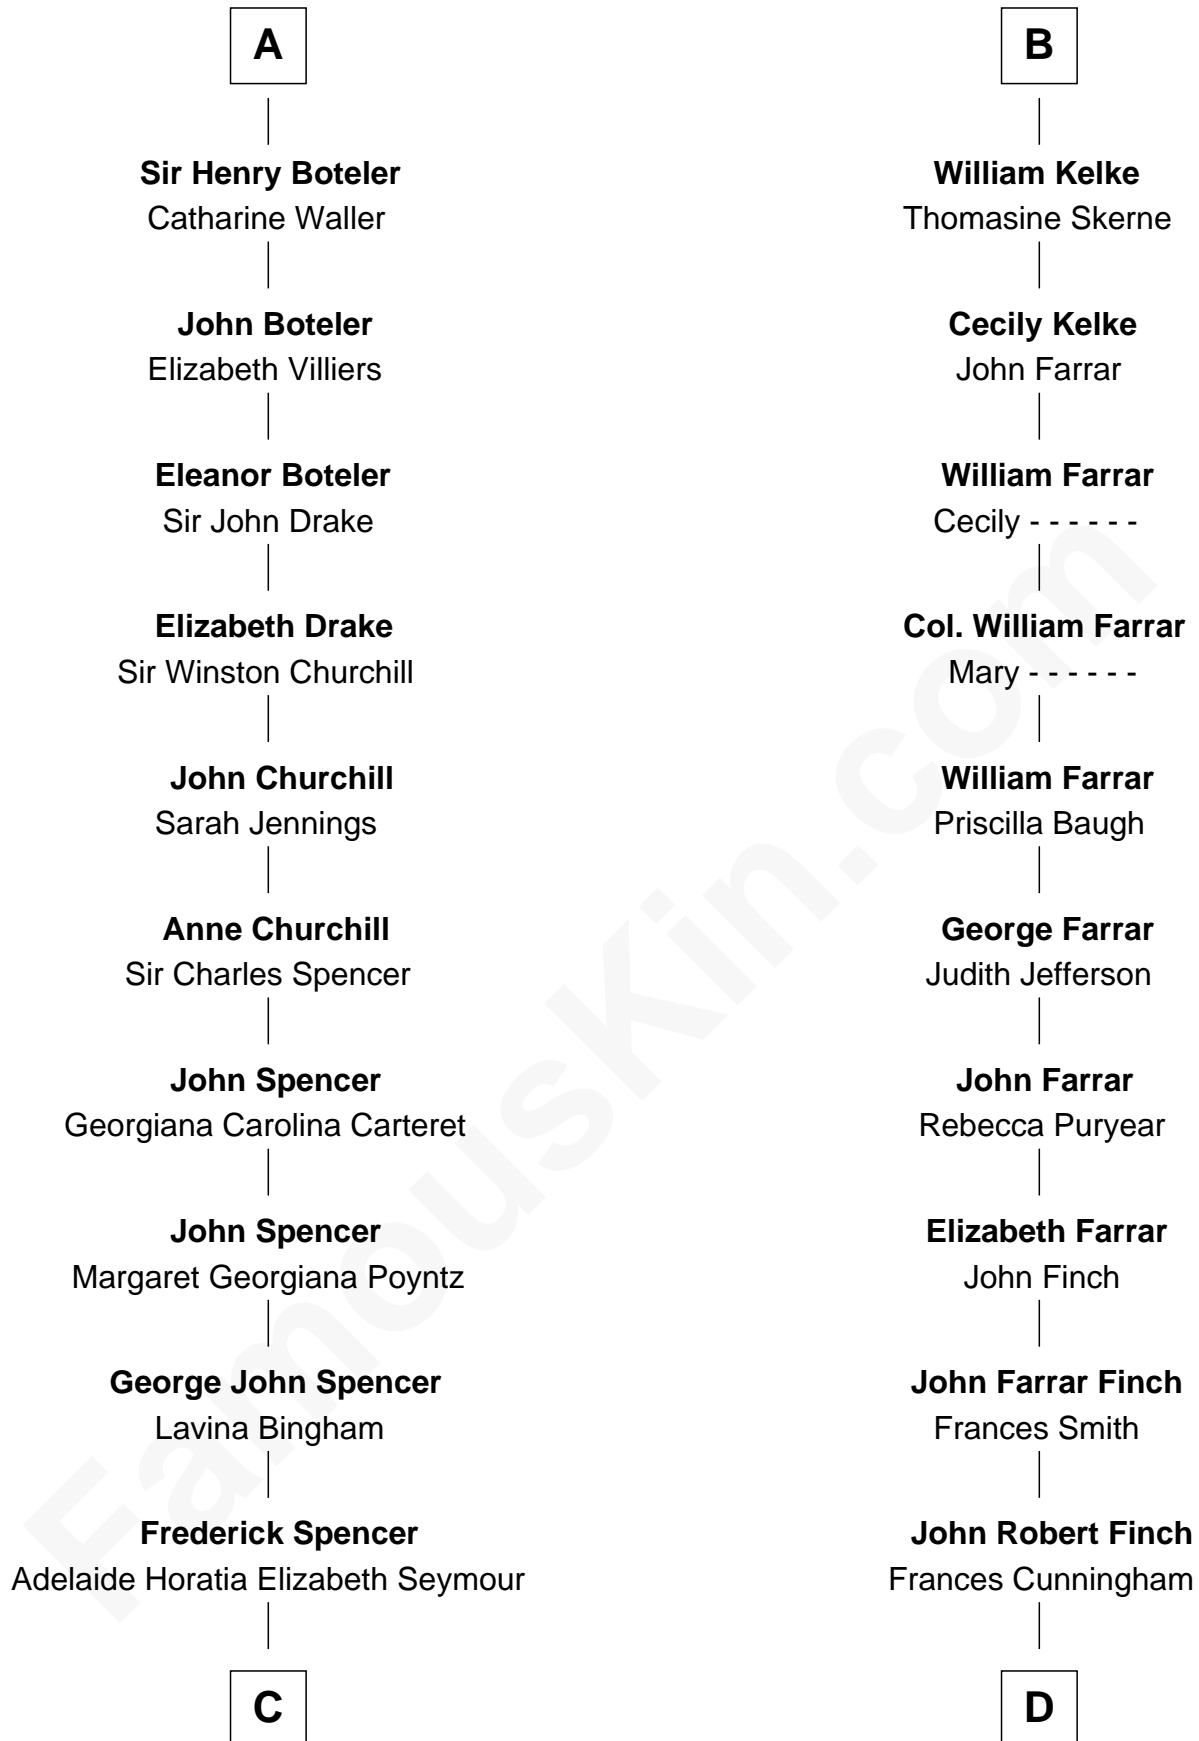 A
Sir Henry Boteler
Catharine Waller
John Boteler
Elizabeth Villiers
Eleanor Boteler
Sir John Drake
Elizabeth Drake
Sir Winston Churchill
John Churchill
Sarah Jennings
Anne Churchill
Sir Charles Spencer
John Spencer
Georgiana Carolina Carteret
John Spencer
Margaret Georgiana Poyntz
George John Spencer
Lavina Bingham
Frederick Spencer
Adelaide Horatia Elizabeth Seymour
C
B
William Kelke
Thomasine Skerne
Cecily Kelke
John Farrar
William Farrar
Cecily - - - - - -
Col. William Farrar
Mary - - - - - -
William Farrar
Priscilla Baugh
George Farrar
Judith Jefferson
John Farrar
Rebecca Puryear
Elizabeth Farrar
John Finch
John Farrar Finch
Frances Smith
John Robert Finch
Frances Cunningham
D
FamousKin.com